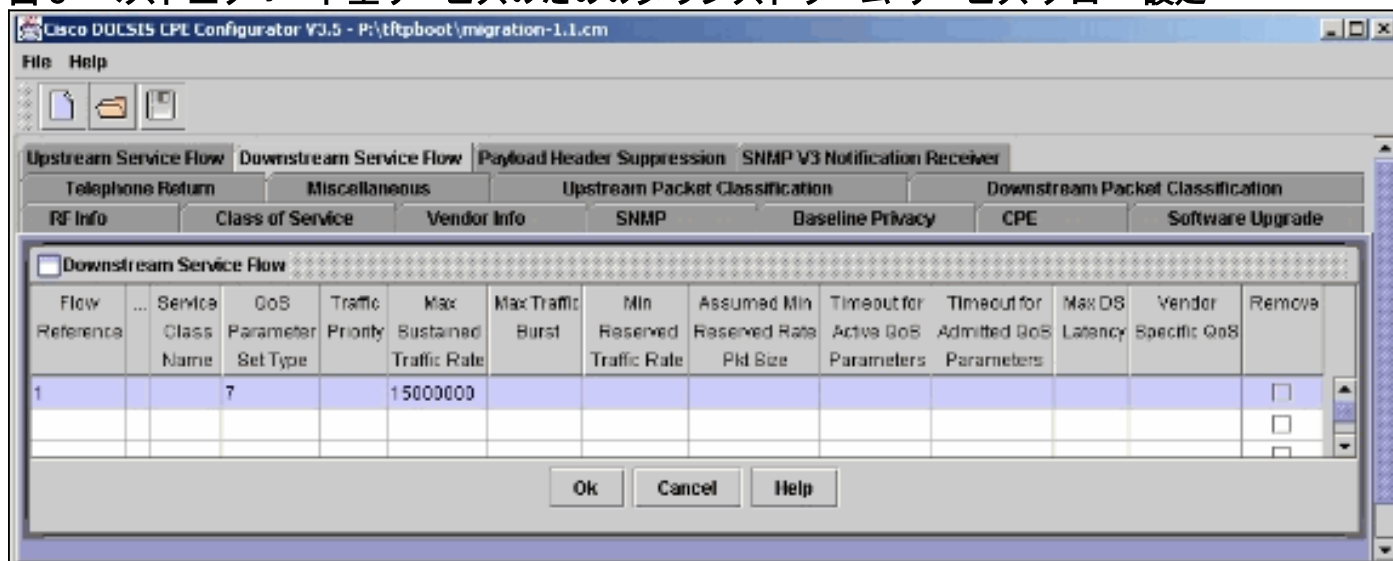 Cisco DOCSIS CPE Configurator V3.5 - P:\tftpboot\migration-1.1.cm
File Help
Upstream Service Flow Downstream Service Flow Payload Header Suppression SNMP V3 Notification Receiver
Telephone Return Miscellaneous Upstream Packet Classification Downstream Packet Classification
RF Info Class of Service Vendor Info SNMP Baseline Privacy CPE Software Upgrade
Downstream Service Flow
Flow ... Service QoS Traffic Max Max Traffic Min Assumed Min Timeout for Timeout for Max DS Vendor Remove
Reference Class Parameter Priority Sustained Burst Reserved Reserved Rate Active QoS Admitted QoS Latency Specific QoS
Name Set Type Traffic Rate Traffic Rate Pkt Size Parameters Parameters
1 7 15000000
Ok Cancel Help